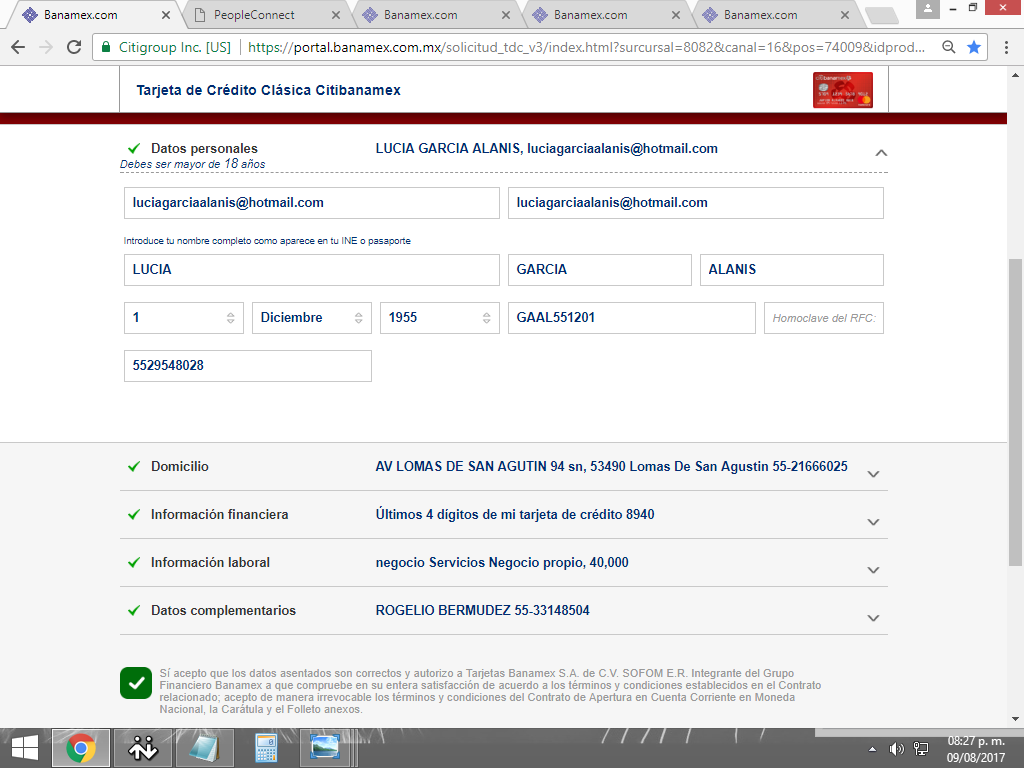 Banamex.com
PeopleConnect
Banamex.com
Banamex.com
Banamex.com
Citigroup Inc. [US]
https://portal.banamex.com.mx/solicitud_tdc_v3/index.html?sursursal=8082&canal=16&pos=74009&idprod...
Tarjeta de Crédito Clásica Citibanamex
Datos personales
LUCIA GARCIA ALANIS, luciagarciaalanis@hotmail.com
Debes ser mayor de 18 años
luciagarciaalanis@hotmail.com
luciagarciaalanis@hotmail.com
Introduce tu nombre completo como aparece en tu INE o pasaporte
LUCIA
GARCIA
ALANIS
1
Diciembre
1955
GAAL551201
Homoclave del RFC:
5529548028
Domicilio
AV LOMAS DE SAN AGUTIN 94 sn, 53490 Lomas De San Agustin 55-21666025
Información financiera
Últimos 4 dígitos de mi tarjeta de crédito 8940
Información laboral
negocio Servicios Negocio propio, 40,000
Datos complementarios
ROGELIO BERMUDEZ 55-33148504
Sí acepto que los datos asentados son correctos y autorizo a Tarjetas Banamex S.A. de C.V. SOFOM E.R. Integrante del Grupo
Financiero Banamex a que compruebe en su entera satisfacción de acuerdo a los términos y condiciones establecidos en el Contrato
relacionado; acepto de manera irrevocable los términos y condiciones del Contrato de Apertura en Cuenta Corriente en Moneda
Nacional, la Carátula y el Folleto anexos.
08:27 p. m.
09/08/2017